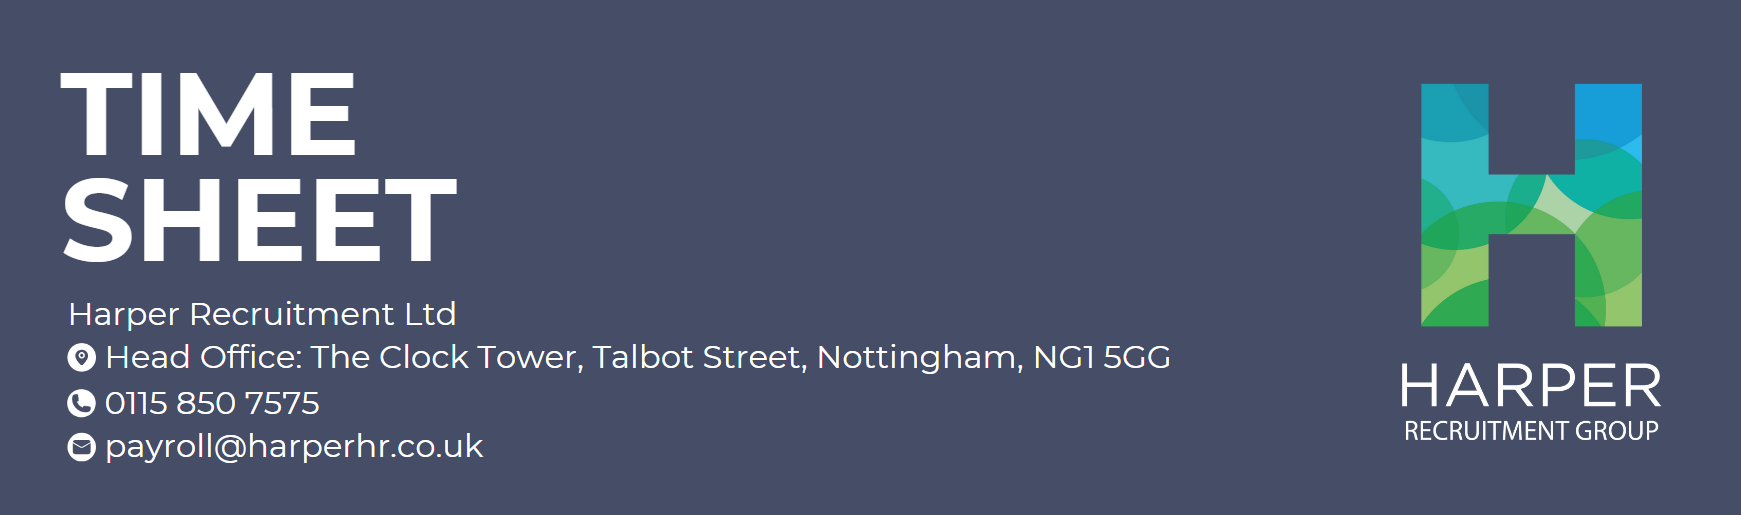 TIME
SHEET
Harper Recruitment Ltd
Head Office: The Clock Tower, Talbot Street, Nottingham, NG1 5GG
0115 850 7575
payroll@harperhr.co.uk
H
HARPER
RECRUITMENT GROUP